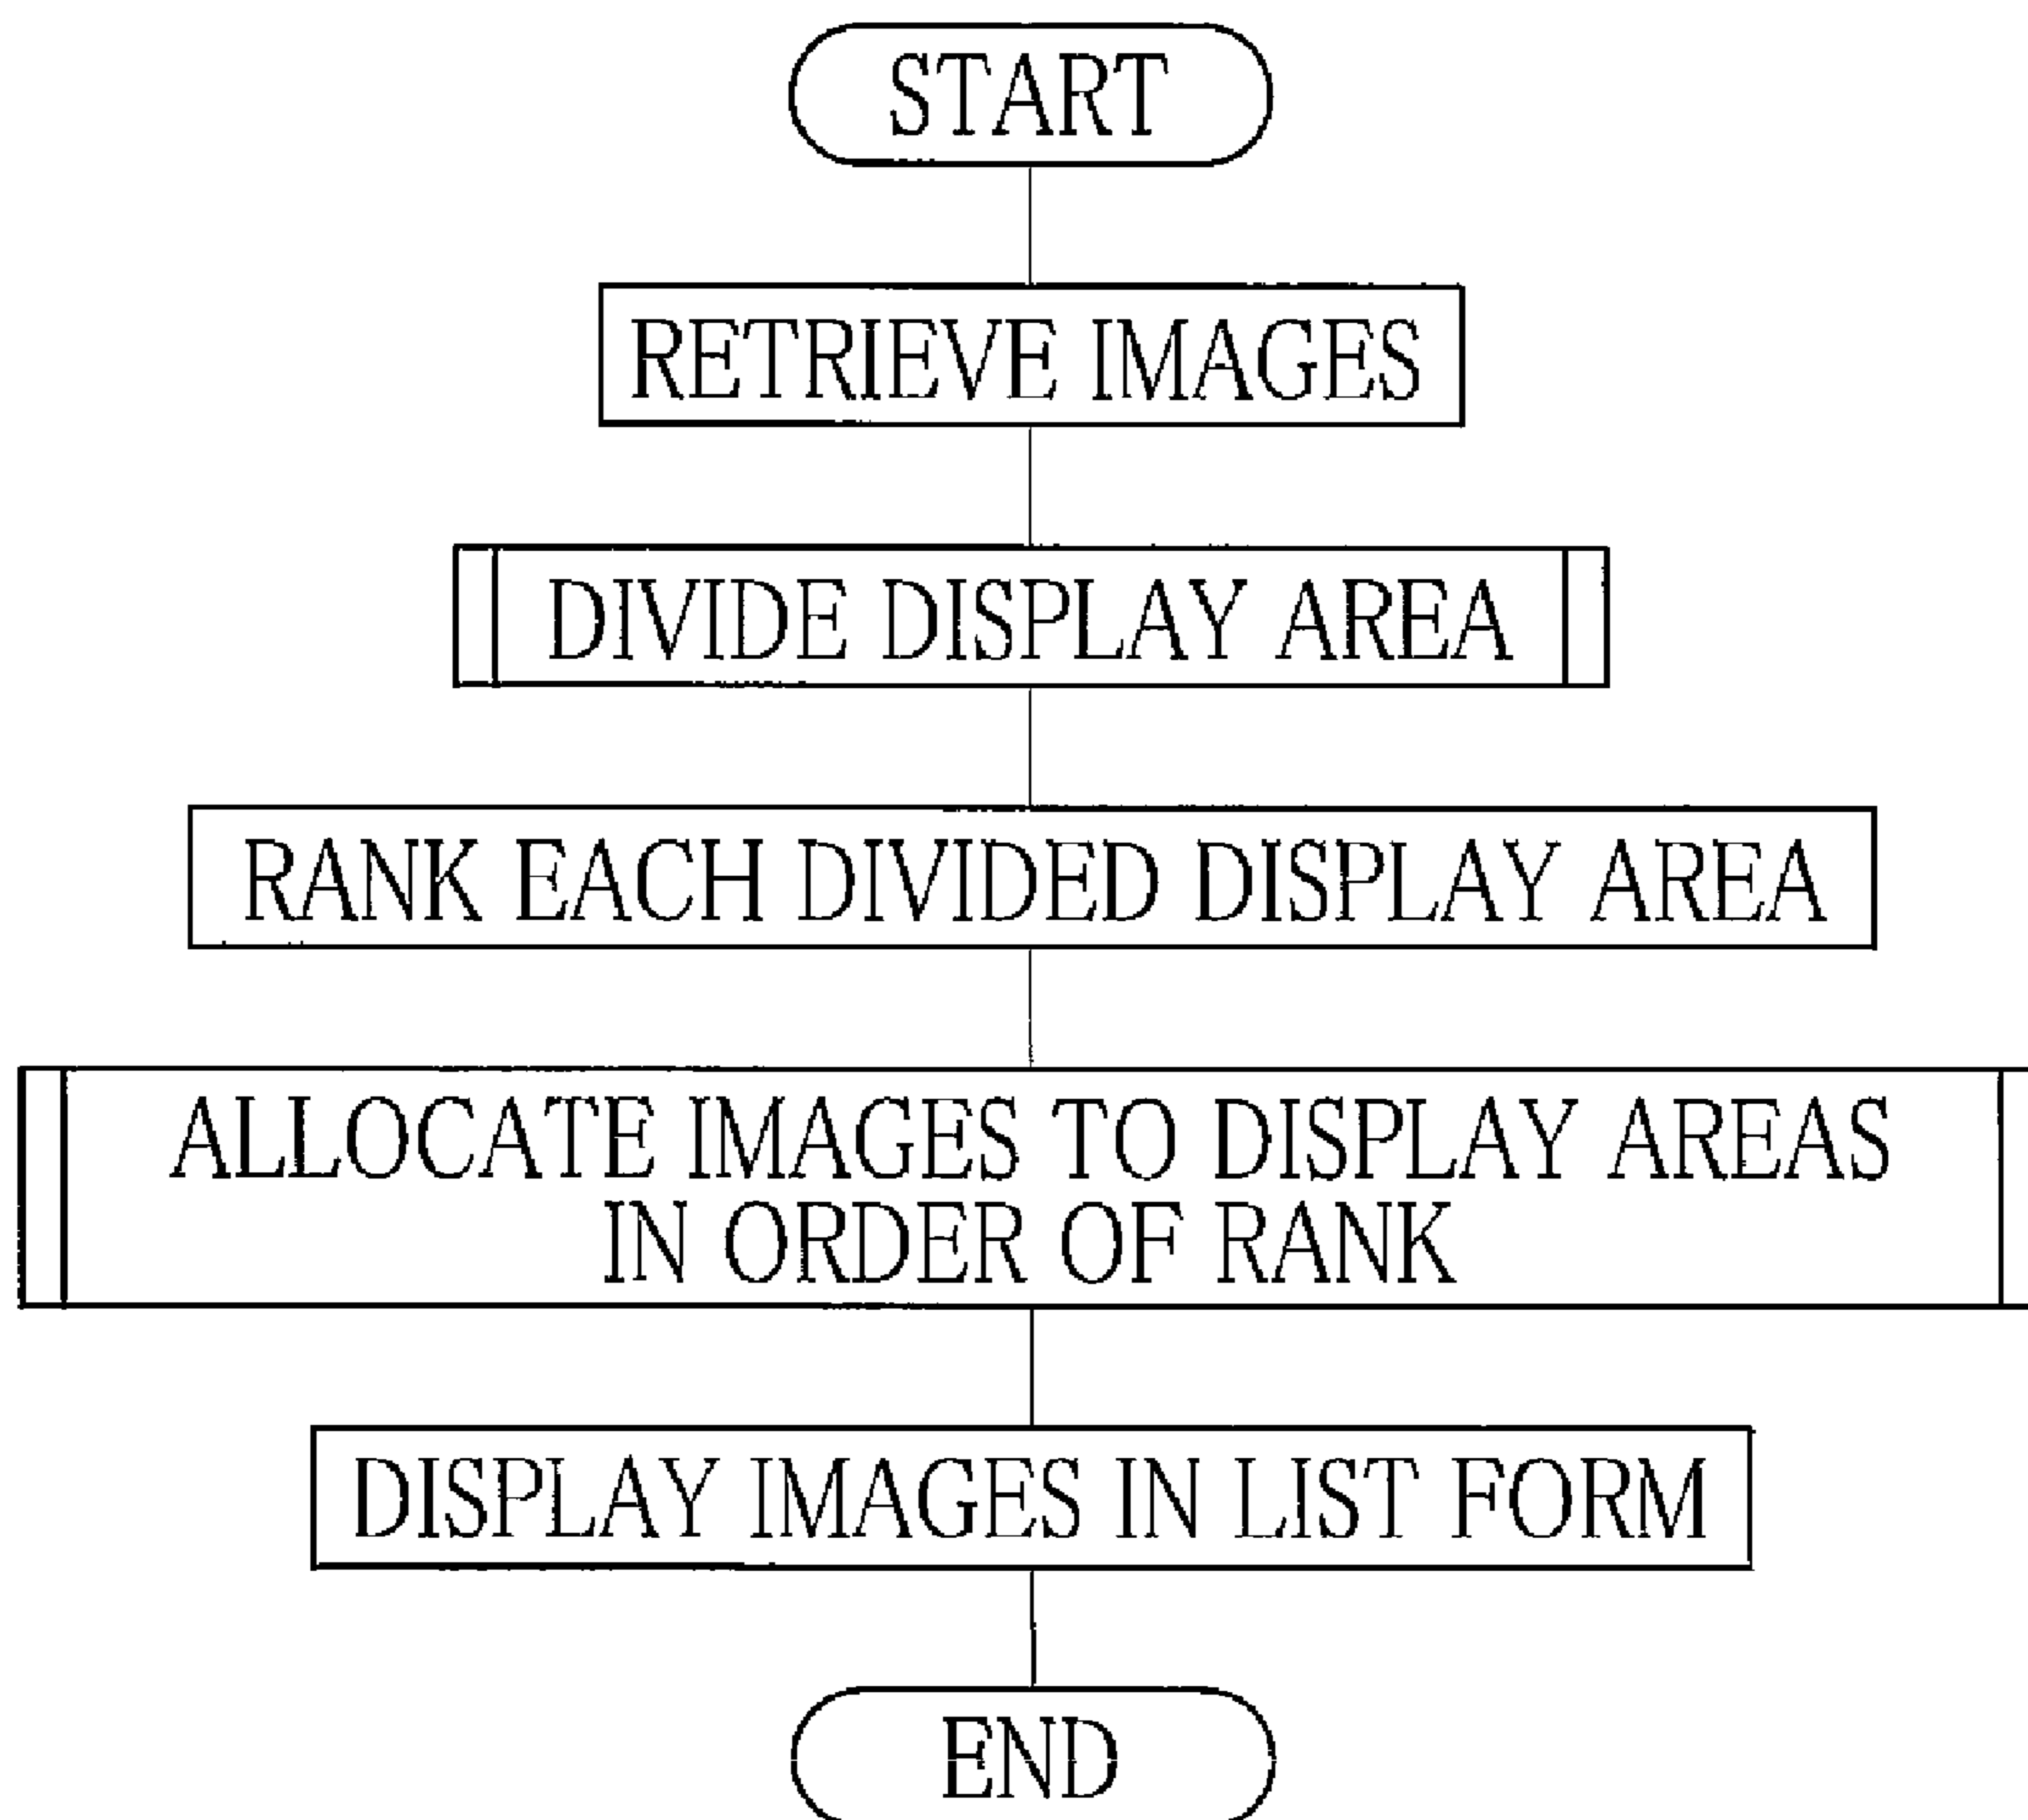 START
RETRIEVE IMAGES
DIVIDE DISPLAY AREA
RANK EACH DIVIDED DISPLAY AREA
ALLOCATE IMAGES TO DISPLAY AREAS
IN ORDER OF RANK
DISPLAY IMAGES IN LIST FORM
END